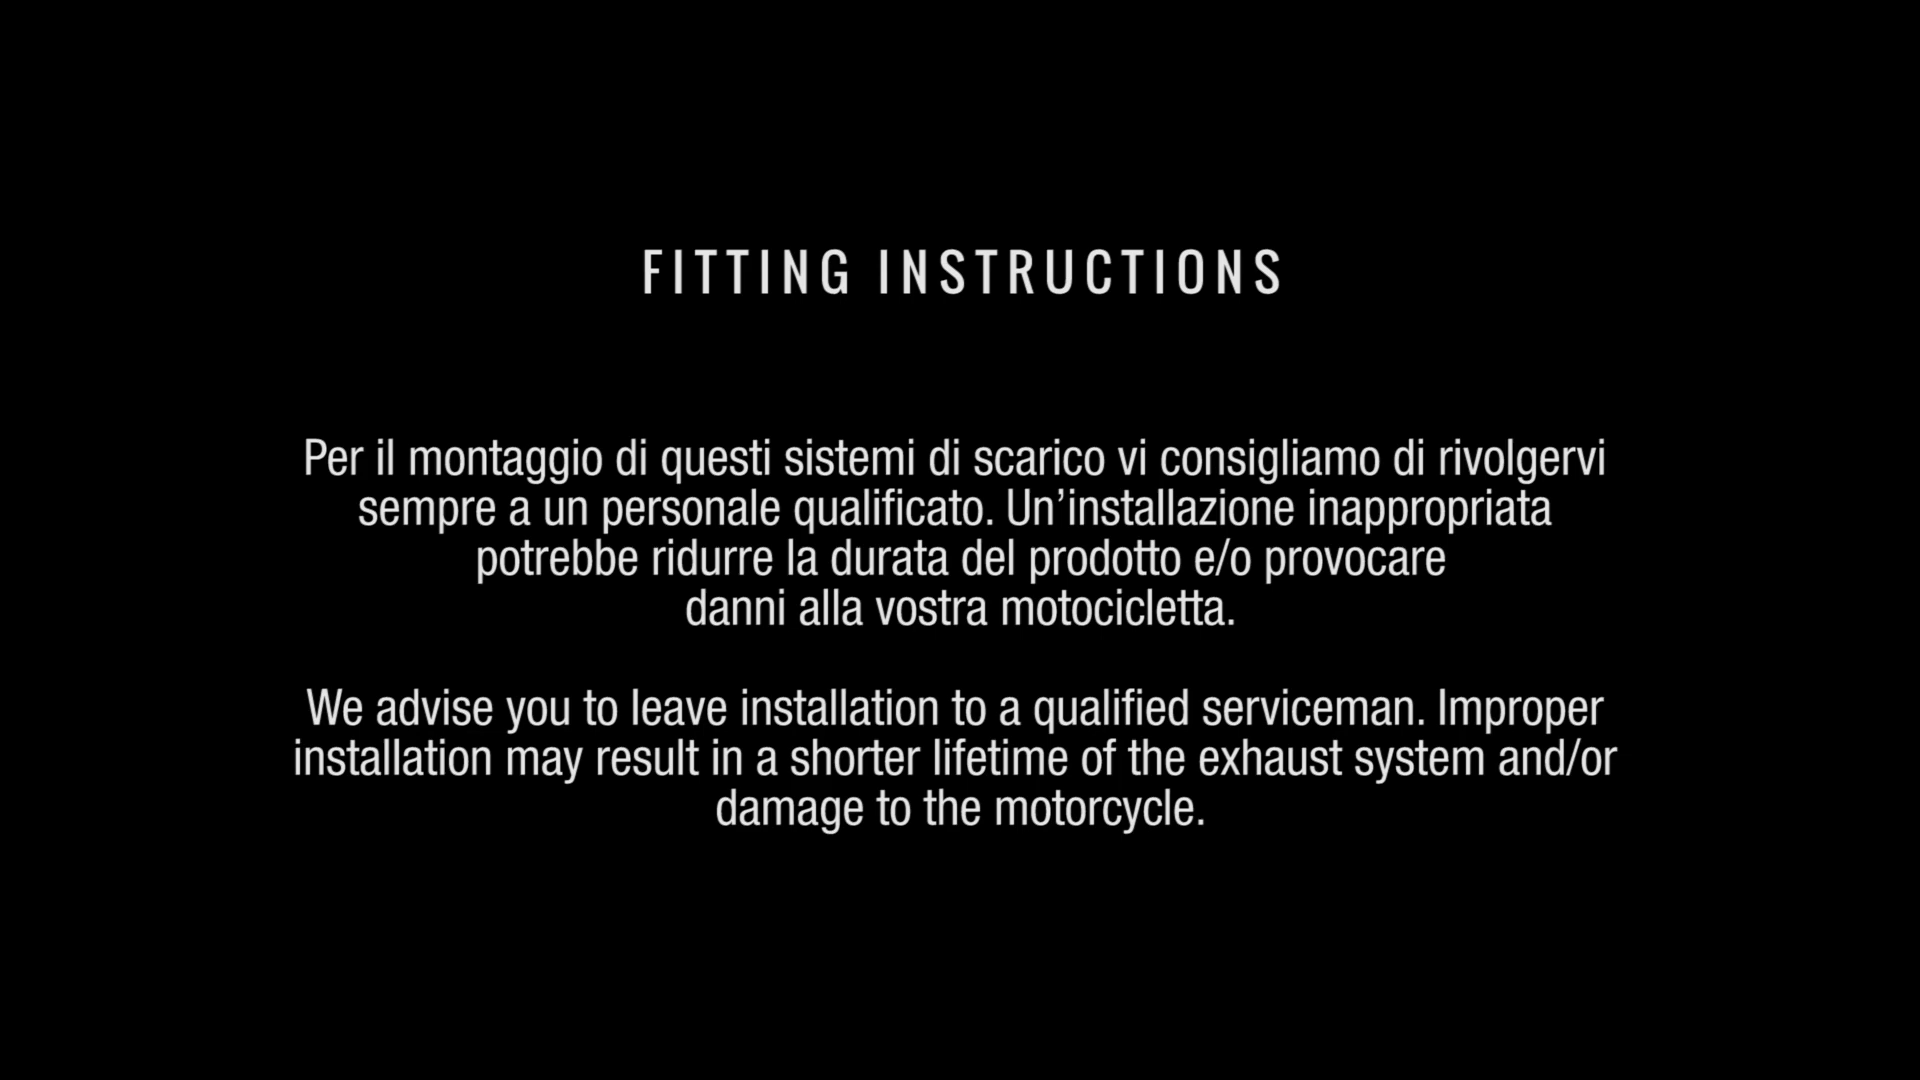 FITTING INSTRUCTIONS
Per il montaggio di questi sistemi di scarico vi consigliamo di rivolgervi
sempre a un personale qualificato. Un’installazione inappropriata
potrebbe ridurre la durata del prodotto e/o provocare
danni alla vostra motocicletta.
We advise you to leave installation to a qualified serviceman. Improper
installation may result in a shorter lifetime of the exhaust system and/or
damage to the motorcycle.